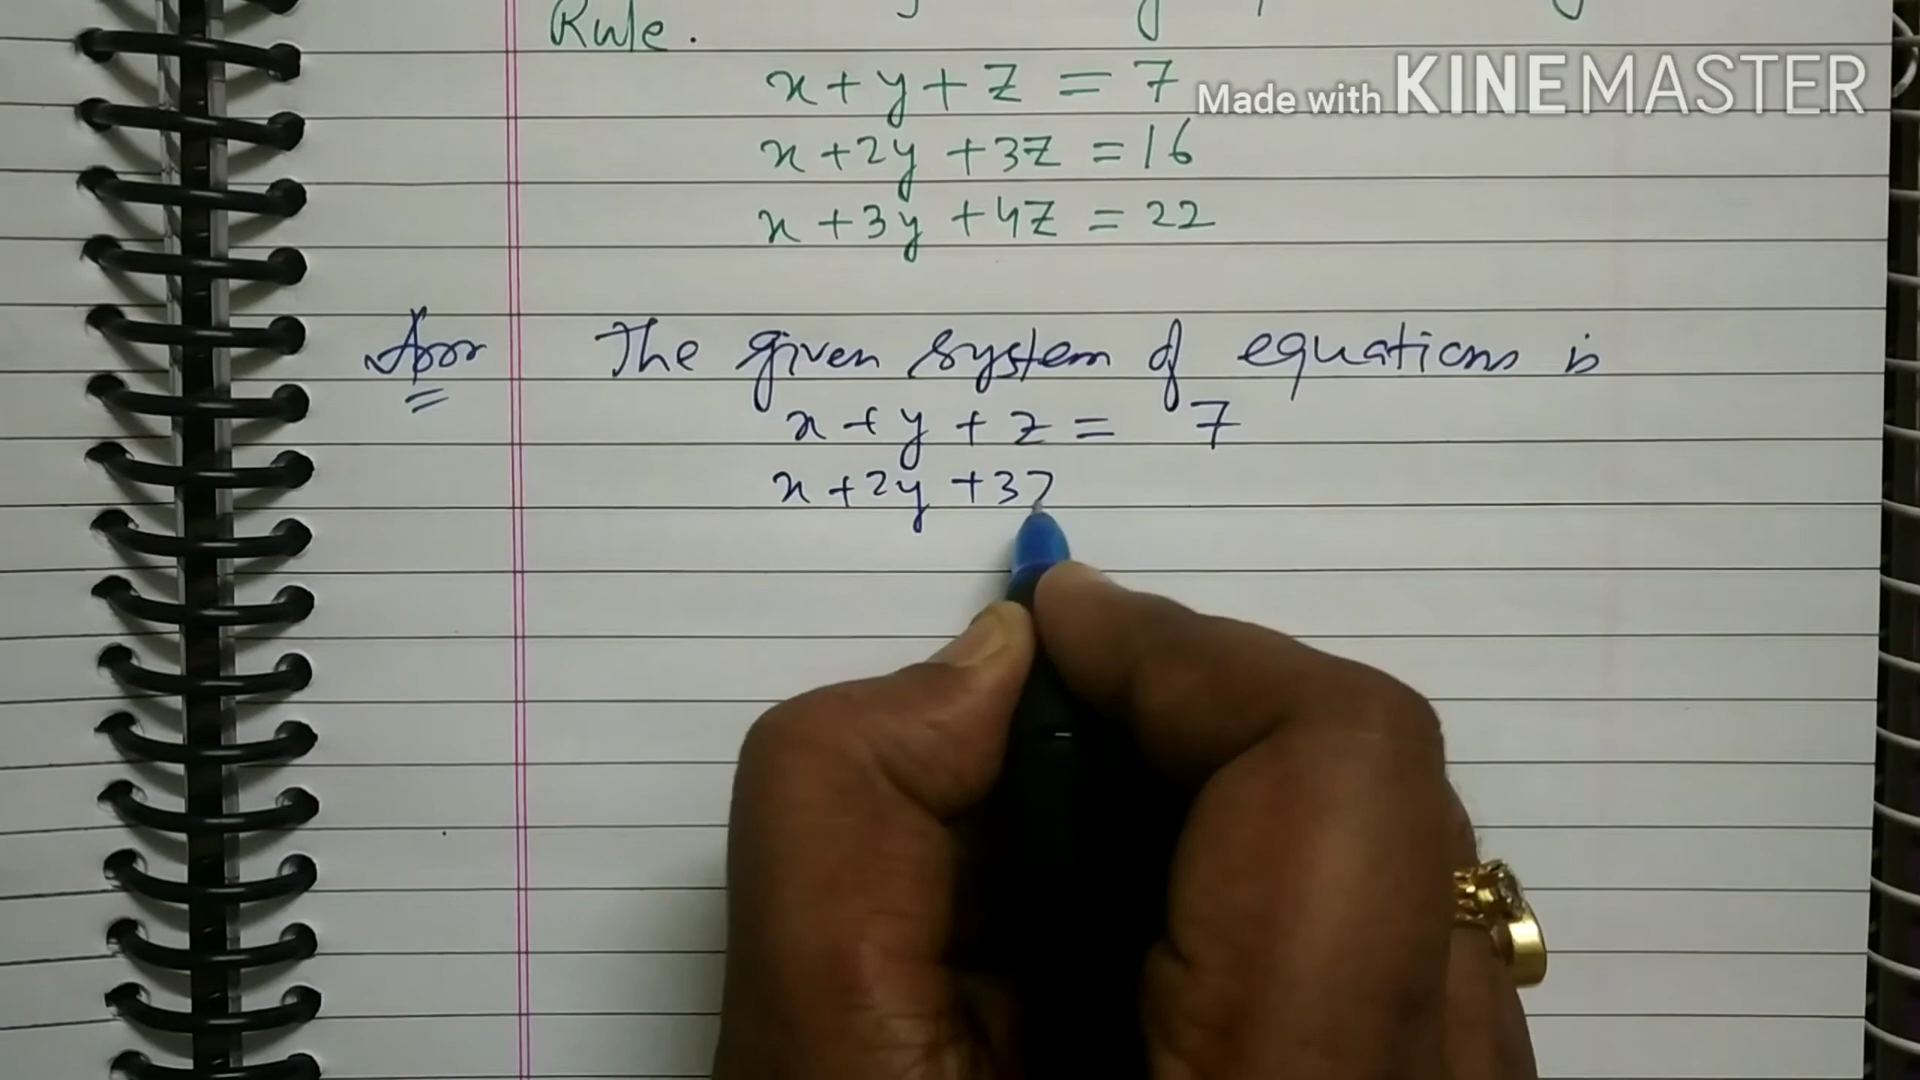 Rule.
x + y + z = 7
Made with KINEMASTER
x + 2y + 3z = 16
x + 3y + 4z = 22
Ans The given system of equations is
x + y + z = 7
x + 2y + 3z